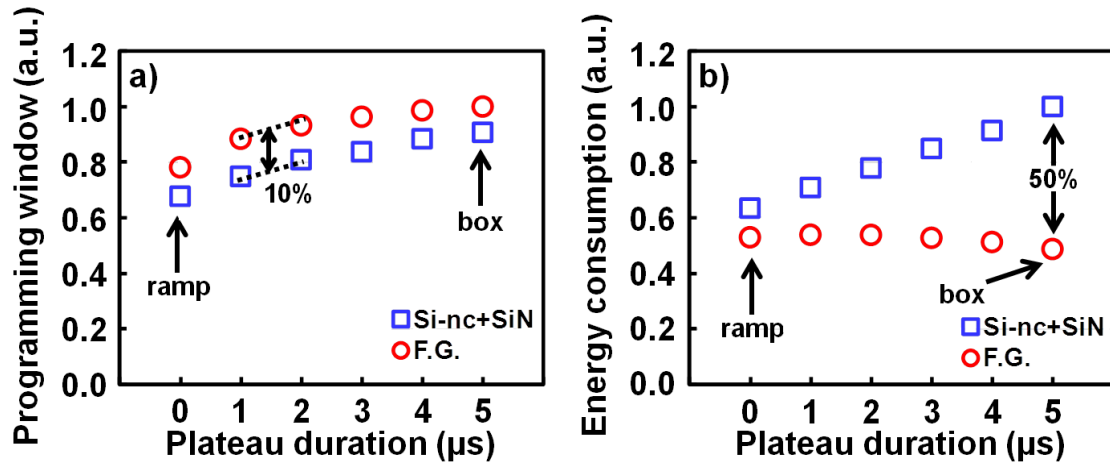 Programming window (a.u.)
1.2
1.0
0.8
0.6
0.4
0.2
0.0
a)
10%
ramp
box
Si-nc+SiN
F.G.
0 1 2 3 4 5
Plateau duration (µs)
Energy consumption (a.u.)
1.2
1.0
0.8
0.6
0.4
0.2
0.0
b)
50%
box
ramp
Si-nc+SiN
F.G.
0 1 2 3 4 5
Plateau duration (µs)